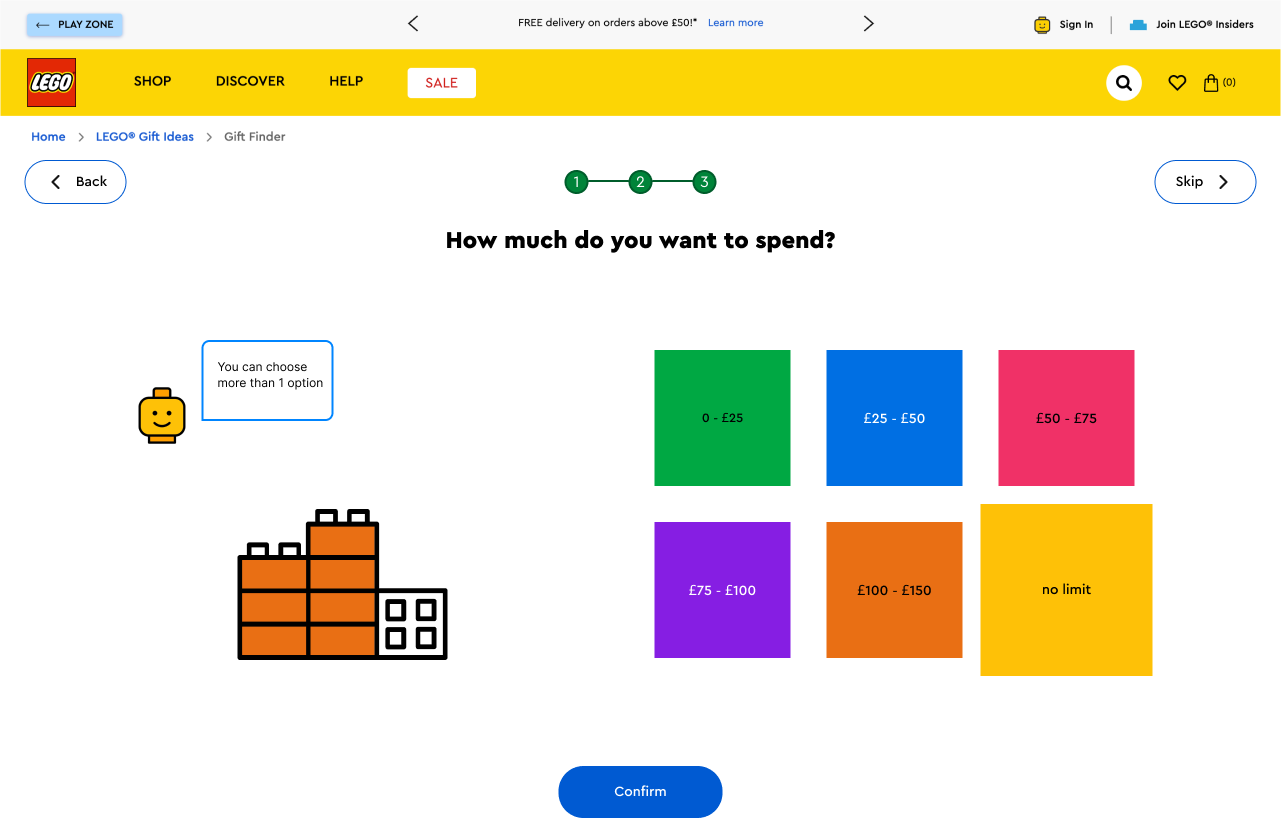 PLAY ZONE
FREE delivery on orders above £50!* Learn more
Sign In
Join LEGO® Insiders
LEGO
SHOP
DISCOVER
HELP
SALE
(0)
Home
LEGO® Gift Ideas
Gift Finder
Back
1
2
3
Skip
How much do you want to spend?
You can choose
more than 1 option
0 - £25
£25 - £50
£50 - £75
£75 - £100
£100 - £150
no limit
Confirm